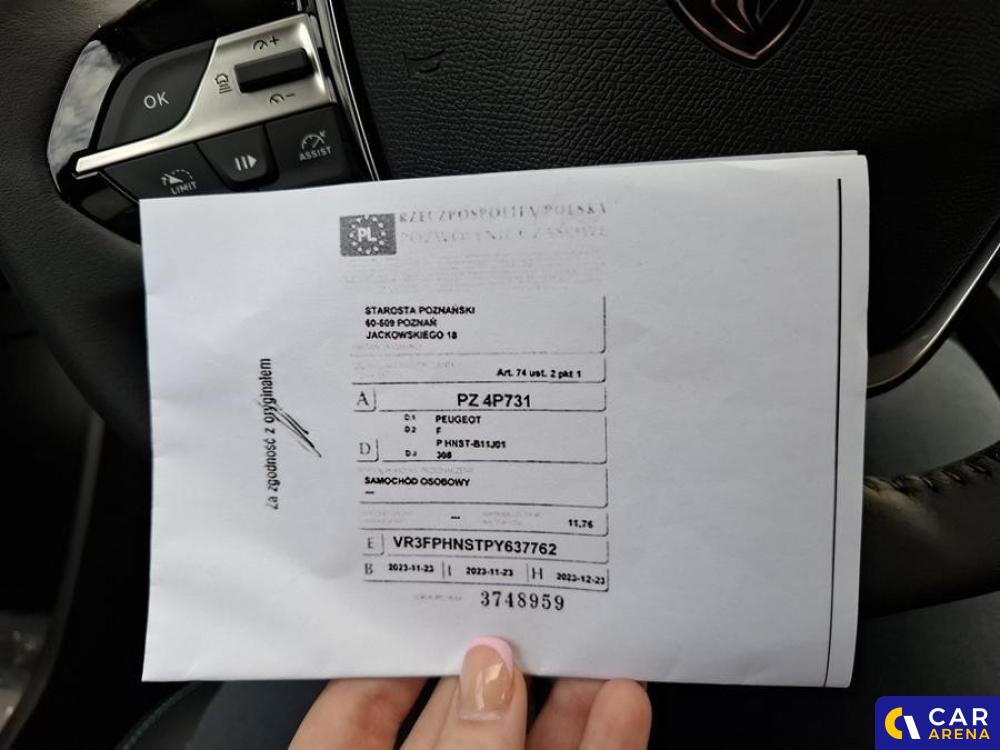 OK
LIMIT
ASSIST
PL
RZECZPOSPOLITA POLSKA
POZWOLENIE CZASOWE
STAROSTA POZNAŃSKI
60-509 POZNAŃ
JACKOWSKIEGO 18
Art. 74 ust. 2 pkt 1
A PZ 4P731
D.1 PEUGEOT
D.2 F
P HNST-B11J01
D D.3 308
SAMOCHÓD OSOBOWY
---
--- 11,76
E VR3FPHNSTPY637762
B 2023-11-23 I 2023-11-23 H 2023-12-23
3748959
Za zgodność z oryginałem
CAR
ARENA